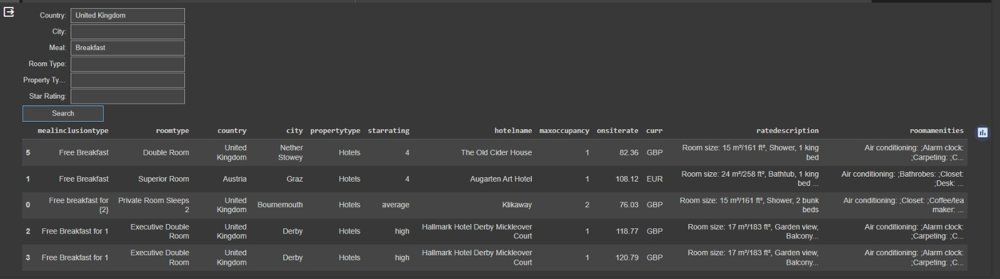 Country: United Kingdom
City:
Meal: Breakfast
Room Type:
Property Ty...
Star Rating:
Search
mealinclusiontype roomtype country city propertytype starrating hotelname maxoccupancy onsiterate curr ratedescription roomamenities
5 Free Breakfast Double Room United Kingdom Nether Stowey Hotels 4 The Old Cider House 1 82.36 GBP Room size: 15 m²/161 ft², Shower, 1 king bed Air conditioning: ;Alarm clock: ;Carpeting: ;C...
1 Free Breakfast Superior Room Austria Graz Hotels 4 Augarten Art Hotel 1 108.12 EUR Room size: 24 m²/258 ft², Bathtub, 1 king bed ... Air conditioning: ;Bathrobes: ;Closet: ;Desk: ...
0 Free breakfast for {2} Private Room Sleeps 2 United Kingdom Bournemouth Hotels average Klikaway 2 76.03 GBP Room size: 15 m²/161 ft², Shower, 2 bunk beds Air conditioning: ;Closet: ;Coffee/tea maker: ...
2 Free Breakfast for 1 Executive Double Room United Kingdom Derby Hotels high Hallmark Hotel Derby Mickleover Court 1 118.77 GBP Room size: 17 m²/183 ft², Garden view, Balcony... Air conditioning: ;Alarm clock: ;Carpeting: ;C...
3 Free Breakfast for 1 Executive Double Room United Kingdom Derby Hotels high Hallmark Hotel Derby Mickleover Court 1 120.79 GBP Room size: 17 m²/183 ft², Garden view, Balcony... Air conditioning: ;Alarm clock: ;Carpeting: ;C...